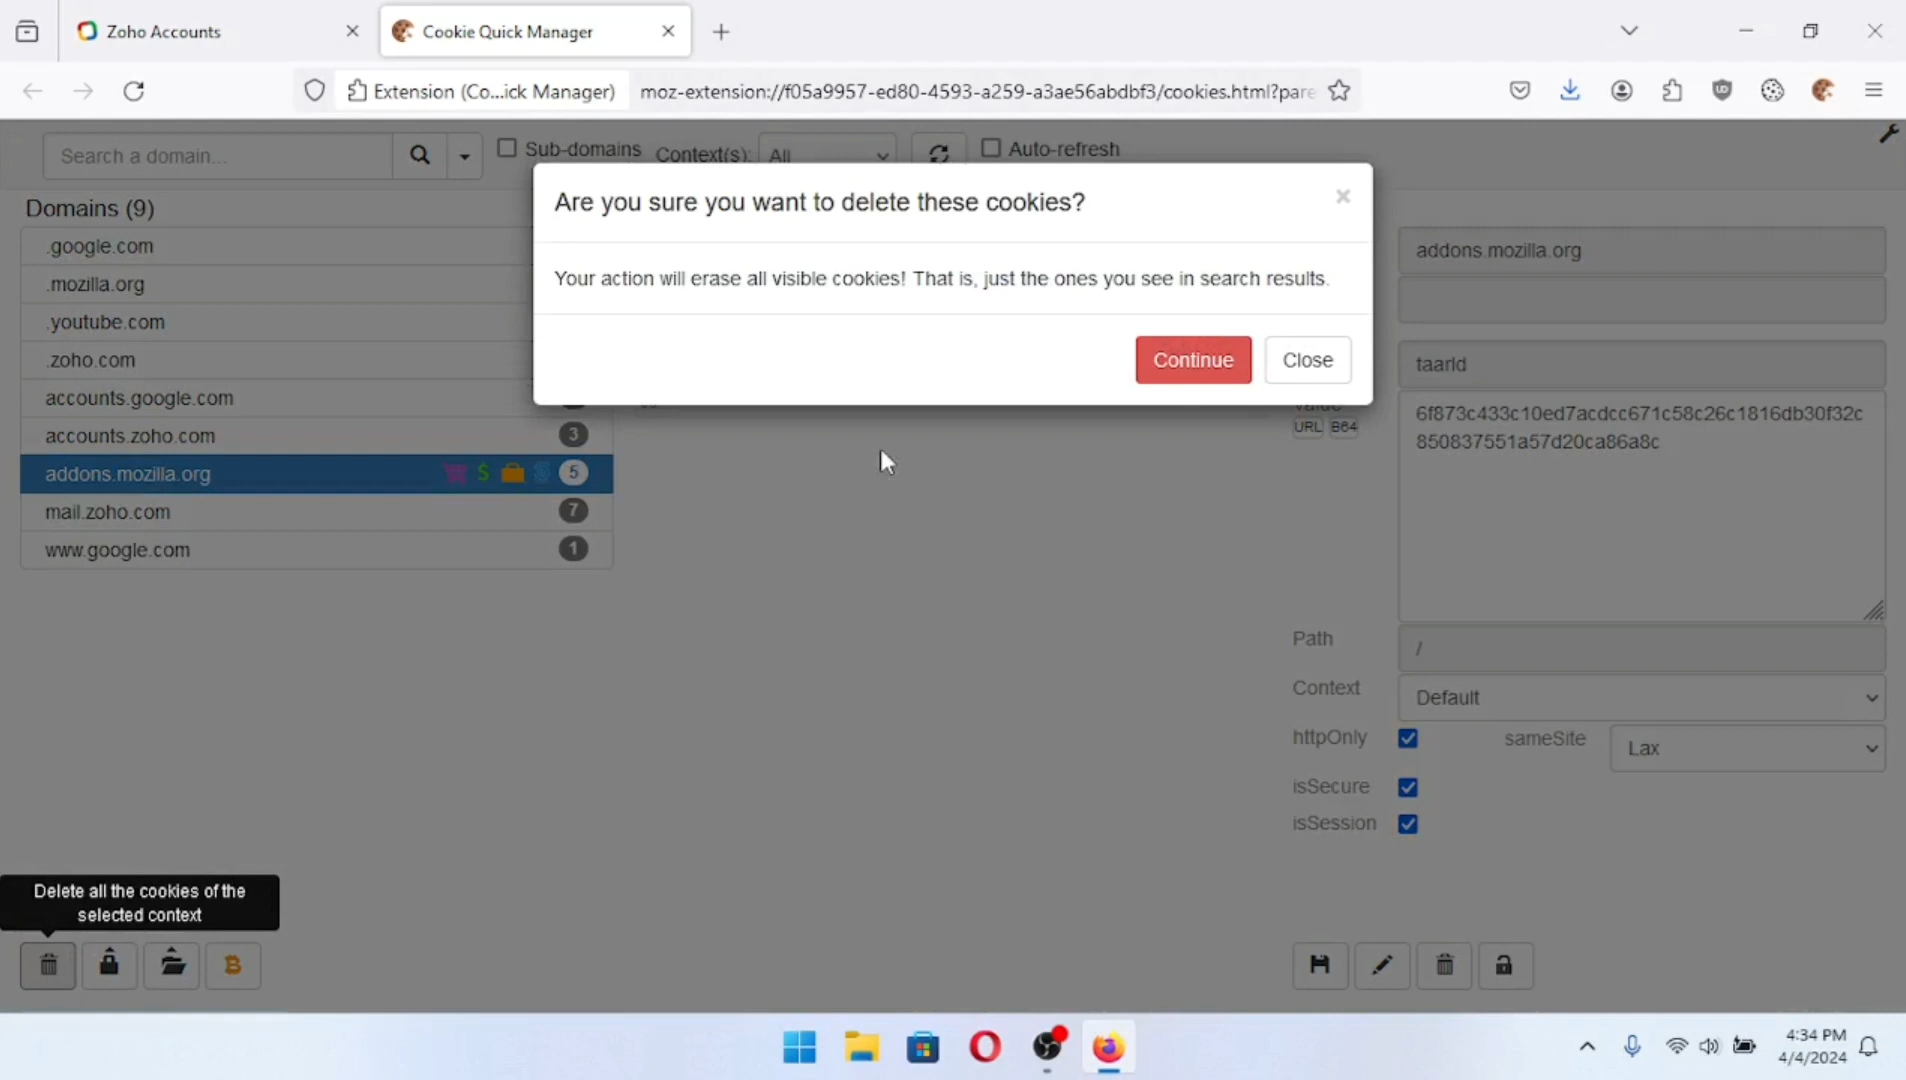 Zoho Accounts
Cookie Quick Manager
Extension (Co...ick Manager)
moz-extension://f05a9957-ed80-4593-a259-a3ae56abdbf3/cookies.html?pare
Search a domain...
Sub-domains
Context(s):
All
Auto-refresh
Domains (9)
.google.com
.mozilla.org
.youtube.com
.zoho.com
accounts.google.com
accounts.zoho.com
3
addons.mozilla.org
$
5
mail.zoho.com
7
www.google.com
1
Are you sure you want to delete these cookies?
×
Your action will erase all visible cookies! That is, just the ones you see in search results.
Continue
Close
addons.mozilla.org
taarId
Value
URL
B64
6f873c433c10ed7acdcc671c58c26c1816db30f32c
850837551a57d20ca86a8c
Path
/
Context
Default
httpOnly
sameSite
Lax
isSecure
isSession
Delete all the cookies of the
selected context
4:34 PM
4/4/2024